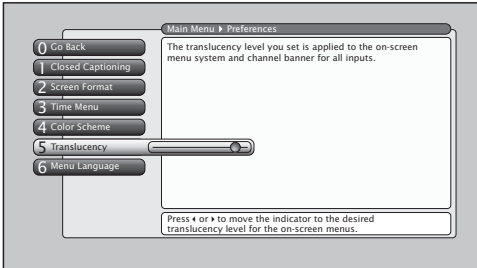 Main Menu ▸ Preferences
0 Go Back
1 Closed Captioning
2 Screen Format
3 Time Menu
4 Color Scheme
5 Translucency
6 Menu Language
The translucency level you set is applied to the on-screen
menu system and channel banner for all inputs.
Press ◂ or ▸ to move the indicator to the desired
translucency level for the on-screen menus.